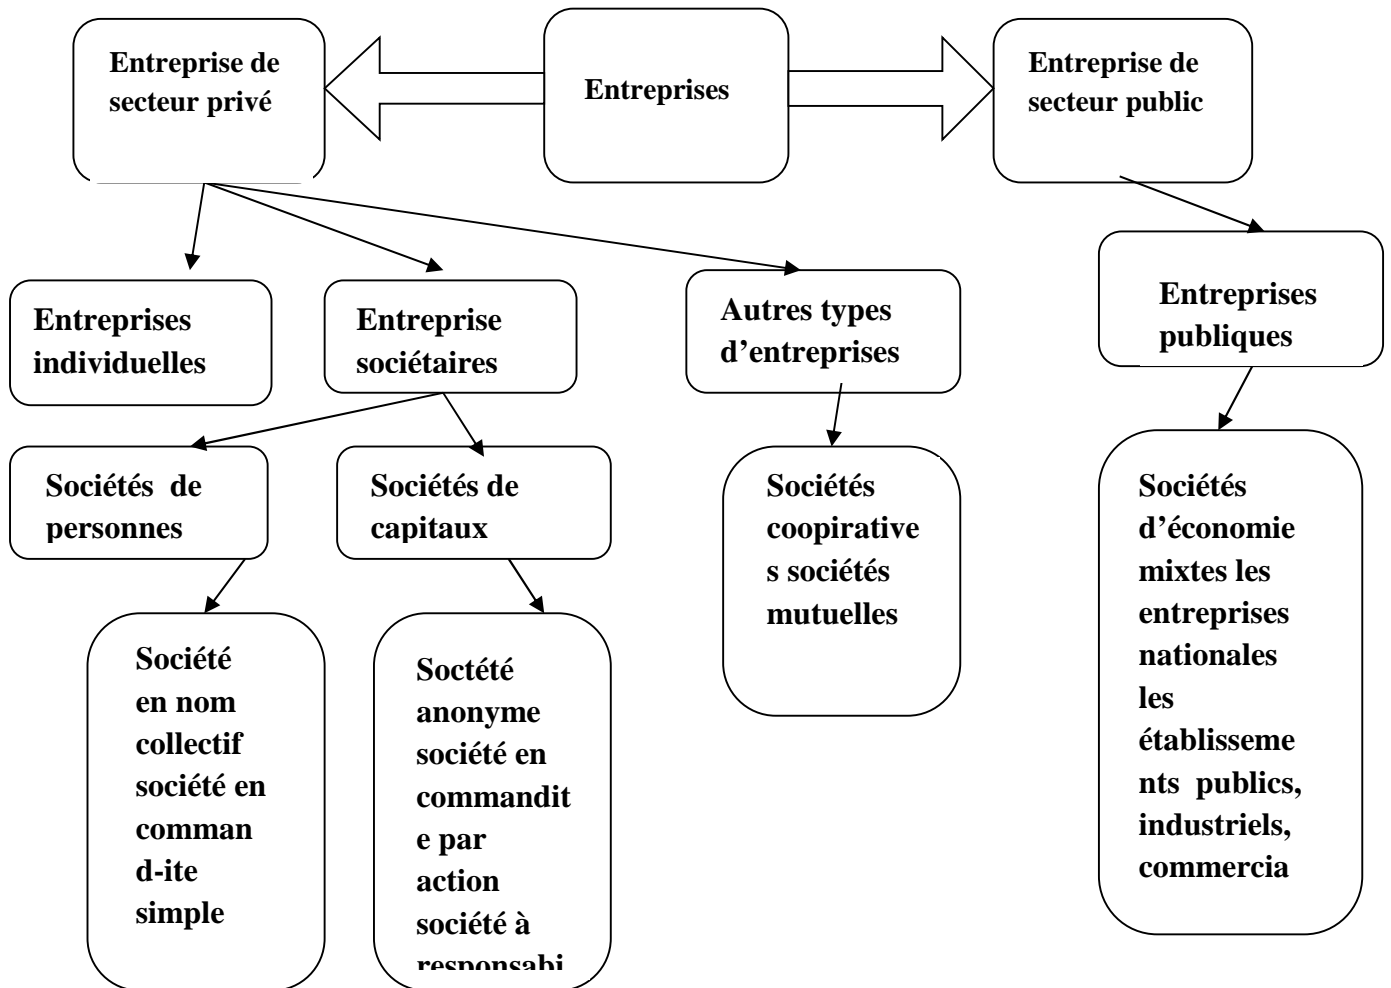 Entreprise de
secteur privé
Entreprises
Entreprise de
secteur public
Entreprises
individuelles
Entreprise
sociétaires
Autres types
d’entreprises
Entreprises
publiques
Sociétés de
personnes
Sociétés de
capitaux
Sociétés
coopirative
s sociétés
mutuelles
Sociétés
d’économie
mixtes les
entreprises
nationales
les
établisseme
nts publics,
industriels,
commercia
Société
en nom
collectif
société en
comman
d-ite
simple
Soctété
anonyme
société en
commandit
e par
action
société à
responsabi